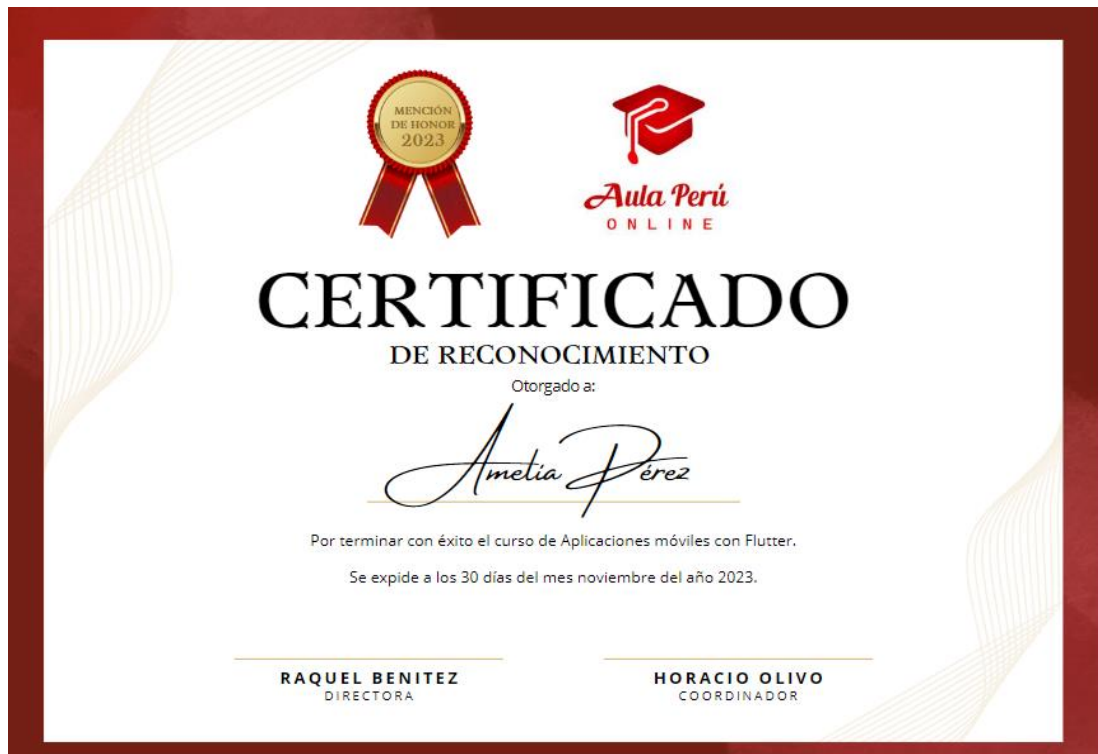 MENCIÓN
DE HONOR
2023
Aula Perú
ONLINE
CERTIFICADO
DE RECONOCIMIENTO
Otorgado a:
Amelia Pérez
Por terminar con éxito el curso de Aplicaciones móviles con Flutter.
Se expide a los 30 días del mes noviembre del año 2023.
RAQUEL BENITEZ
DIRECTORA
HORACIO OLIVO
COORDINADOR